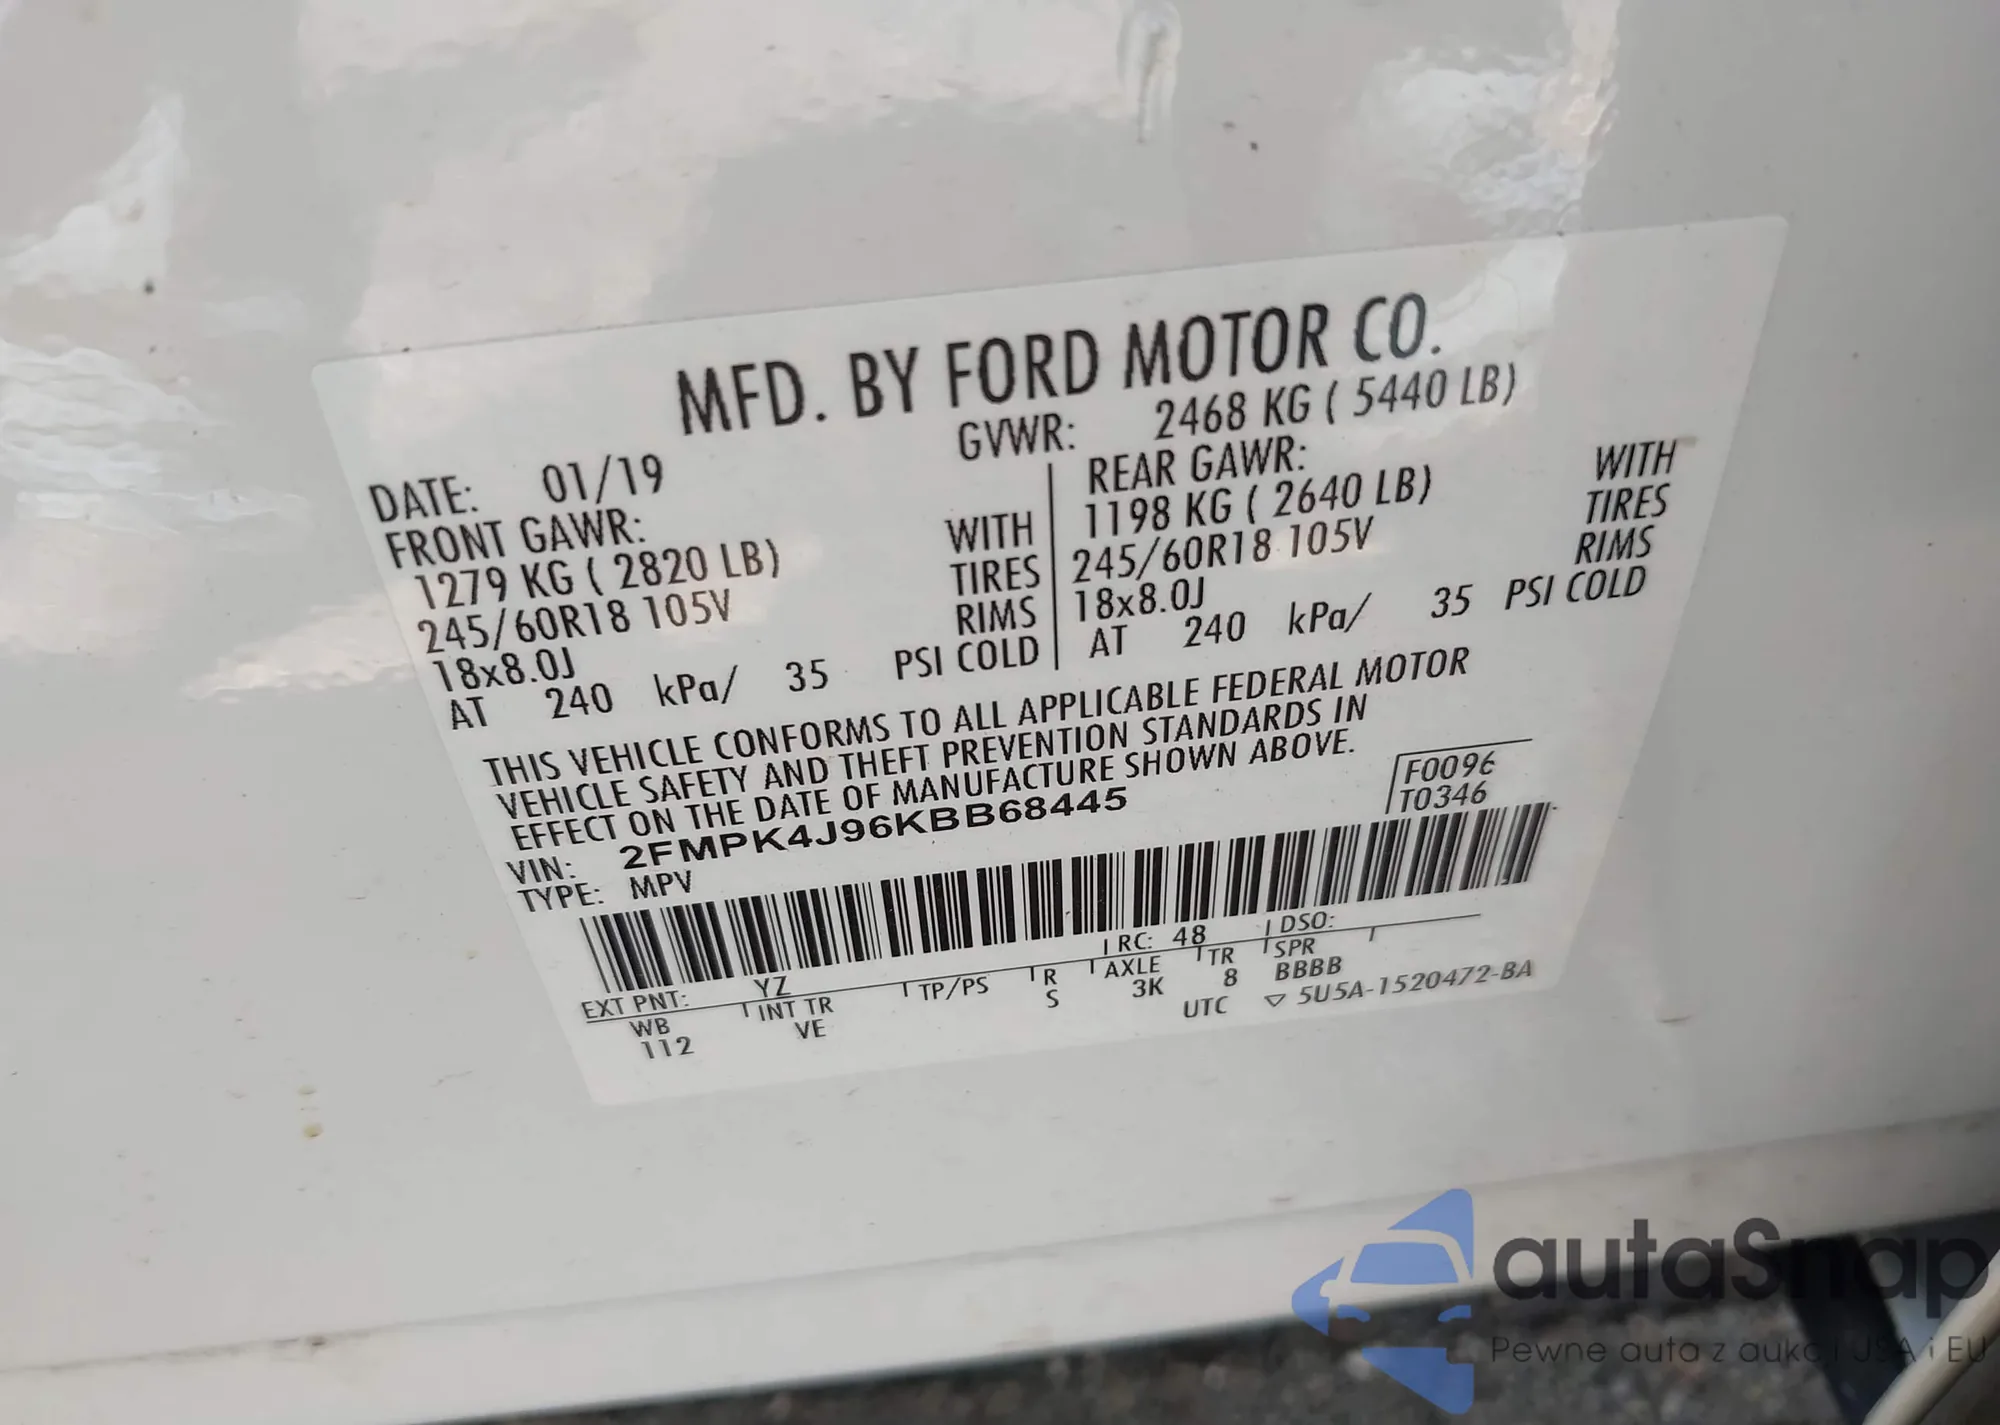 MFD. BY FORD MOTOR CO.
DATE: 01/19 GVWR: 2468 KG ( 5440 LB)
FRONT GAWR: WITH
1279 KG ( 2820 LB) TIRES
245/60R18 105V RIMS
18x8.0J
AT 240 kPa/ 35 PSI COLD
REAR GAWR: WITH
1198 KG ( 2640 LB) TIRES
245/60R18 105V RIMS
18x8.0J
AT 240 kPa/ 35 PSI COLD
THIS VEHICLE CONFORMS TO ALL APPLICABLE FEDERAL MOTOR
VEHICLE SAFETY AND THEFT PREVENTION STANDARDS IN
EFFECT ON THE DATE OF MANUFACTURE SHOWN ABOVE.
F0096
T0346
VIN: 2FMPK4J96KBB68445
TYPE: MPV
EXT PNT: YZ RC: 48 DSO:
WB INT TR TP/PS R AXLE TR SPR
112 VE S 3K 8 BBBB
UTC ▽ 5U5A-1520472-BA
autaSnap
Pewne auta z aukcji USA i EU